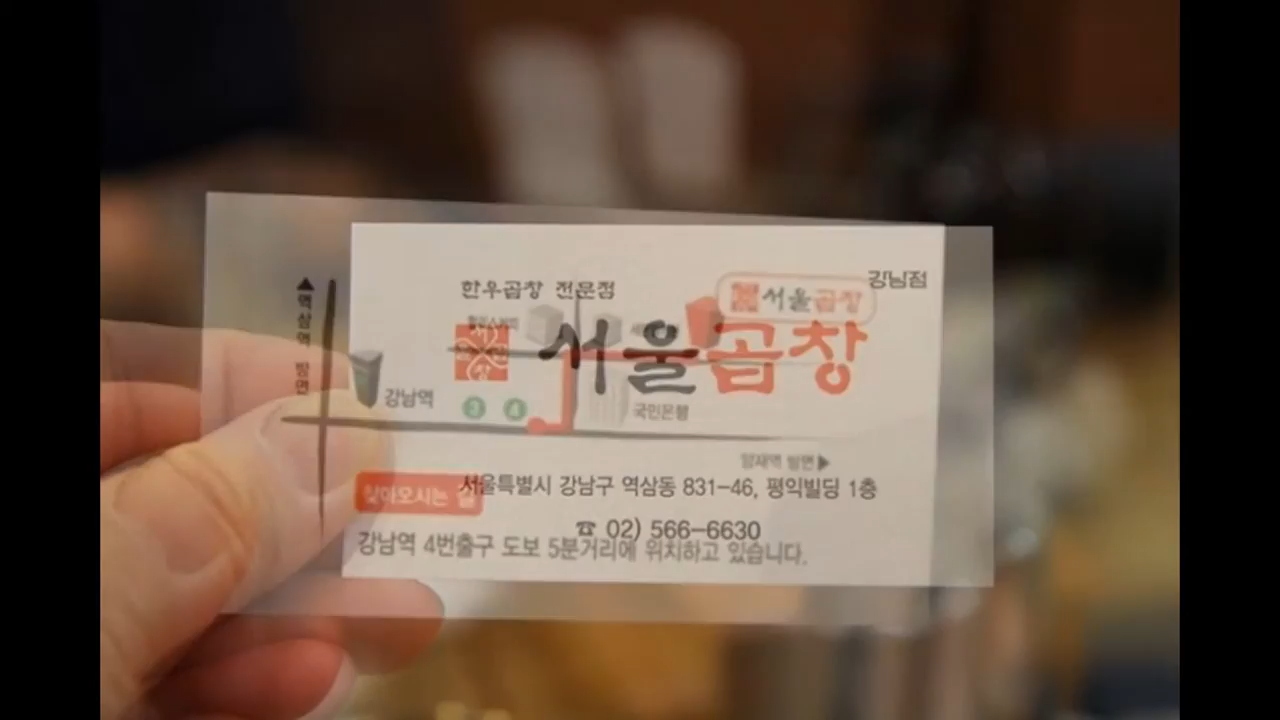 강남점
한우곱창 전문점
서울곱창
서울곱창
▲역삼역 방면
강남역
3 4
국민은행
양재역 방면▶
찾아오시는 길
서울특별시 강남구 역삼동 831-46, 평익빌딩 1층
☎ 02) 566-6630
강남역 4번출구 도보 5분거리에 위치하고 있습니다.